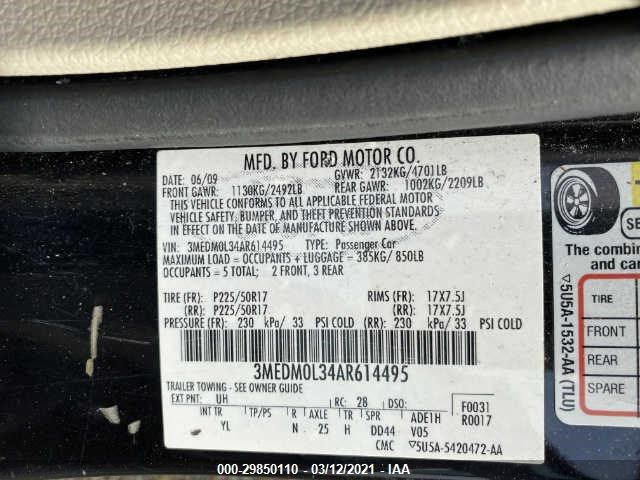 MFD. BY FORD MOTOR CO.
DATE: 06/09 GVWR: 2132KG/4701LB
FRONT GAWR: 1130KG/2492LB REAR GAWR: 1002KG/2209LB
THIS VEHICLE CONFORMS TO ALL APPLICABLE FEDERAL MOTOR
VEHICLE SAFETY, BUMPER, AND THEFT PREVENTION STANDARDS
IN EFFECT ON THE DATE OF MANUFACTURE SHOWN ABOVE.
VIN: 3MEDM0L34AR614495 TYPE: Passenger Car
MAXIMUM LOAD = OCCUPANTS + LUGGAGE = 385KG/ 850LB
OCCUPANTS = 5 TOTAL; 2 FRONT, 3 REAR
TIRE (FR): P225/50R17 RIMS (FR): 17X7.5J
(RR): P225/50R17 (RR): 17X7.5J
PRESSURE (FR): 230 kPa/ 33 PSI COLD (RR): 230 kPa/ 33 PSI COLD
3MEDM0L34AR614495
TRAILER TOWING - SEE OWNER GUIDE
EXT PNT: UH RC: 28 DSO: F0031
INT TR TP/PS R AXLE TR SPR ADE1H R0017
YL N 25 H DD44 V05
CMC ▽5U5A-5420472-AA
SE
The combin
and car
TIRE
FRONT
REAR
SPARE
▽5U5A-1532-AA (TLU)
000-29850110 - 03/12/2021 - IAA